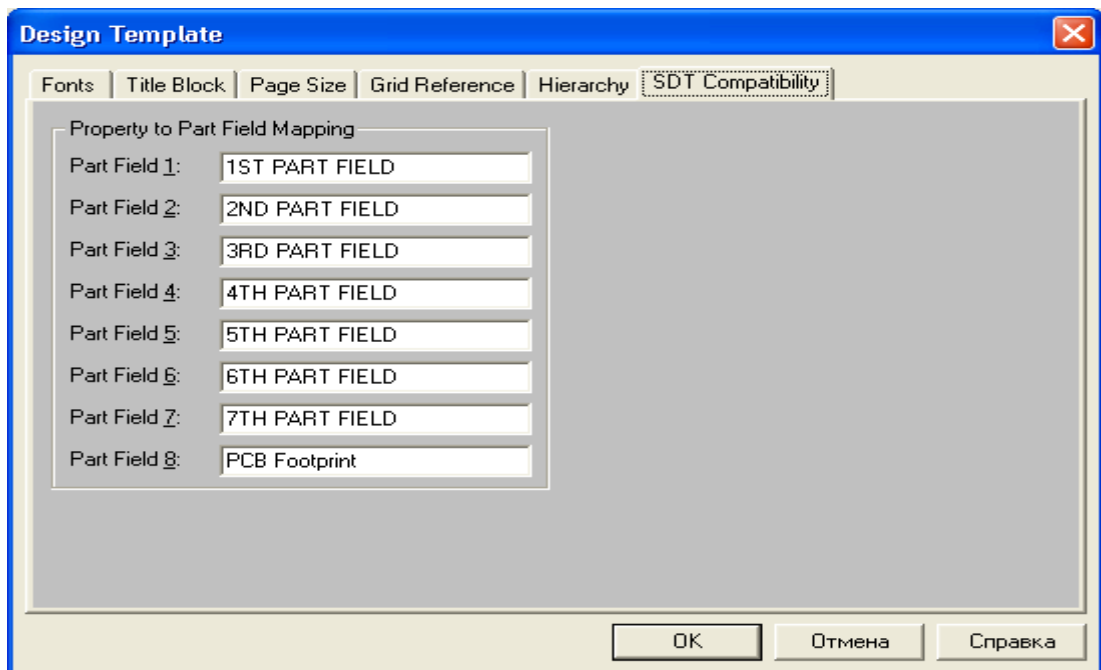 Design Template
Fonts Title Block Page Size Grid Reference Hierarchy SDT Compatibility
Property to Part Field Mapping
Part Field 1: 1ST PART FIELD
Part Field 2: 2ND PART FIELD
Part Field 3: 3RD PART FIELD
Part Field 4: 4TH PART FIELD
Part Field 5: 5TH PART FIELD
Part Field 6: 6TH PART FIELD
Part Field 7: 7TH PART FIELD
Part Field 8: PCB Footprint
OK Отмена Справка